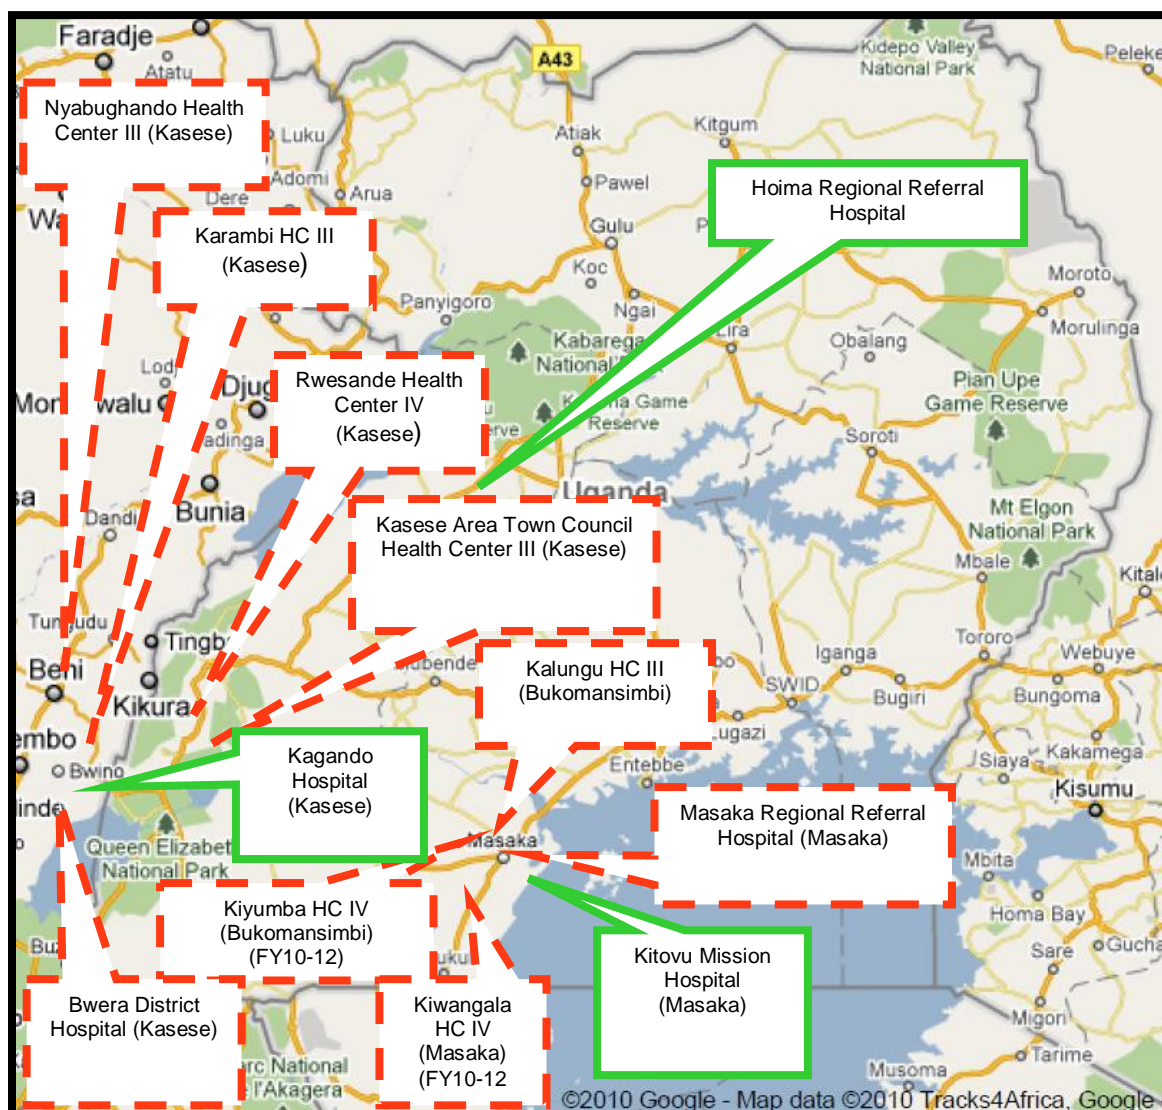 Faradje
Atatu
A43
Kidepo Valley
National Park
Peleke
Nyabughando Health
Center III (Kasese)
Luku
Adomi
Dere
Arua
Atiak
Kitgum
Pawel
Hoima Regional Referral
Hospital
Karambi HC III
(Kasese)
Gulu
Koc
Panyigoro
Ngai
Lira
Moroto
Morulinga
Obalang
Kabarega
National
Game
Reserve
Pian Upe
Game Reserve
Rwesande Health
Center IV
(Kasese)
Soroti
Bunia
Dandi
Uganda
Kasese Area Town Council
Health Center III (Kasese)
Mt Elgon
National Park
Mbale
Kitale
Tororo
Webuye
Beni
Kikura
Kalungu HC III
(Bukomansimbi)
Iganga
SWID
Bugiri
Bungoma
Bwino
Kagando
Hospital
(Kasese)
Entebbe
Siaya
Kakamega
Kisumu
Masaka Regional Referral
Hospital (Masaka)
Masaka
Queen Elizabet
National Park
Mbita
Homa Bay
Gucha
Sare
Kiyumba HC IV
(Bukomansimbi)
(FY10-12)
Kitovu Mission
Hospital
(Masaka)
Bwera District
Hospital (Kasese)
Kiwangala
HC IV
(Masaka)
(FY10-12
Migori
Tarime
Musoma
National
l'Akagera
©2010 Google - Map data ©2010 Tracks4Africa, Google